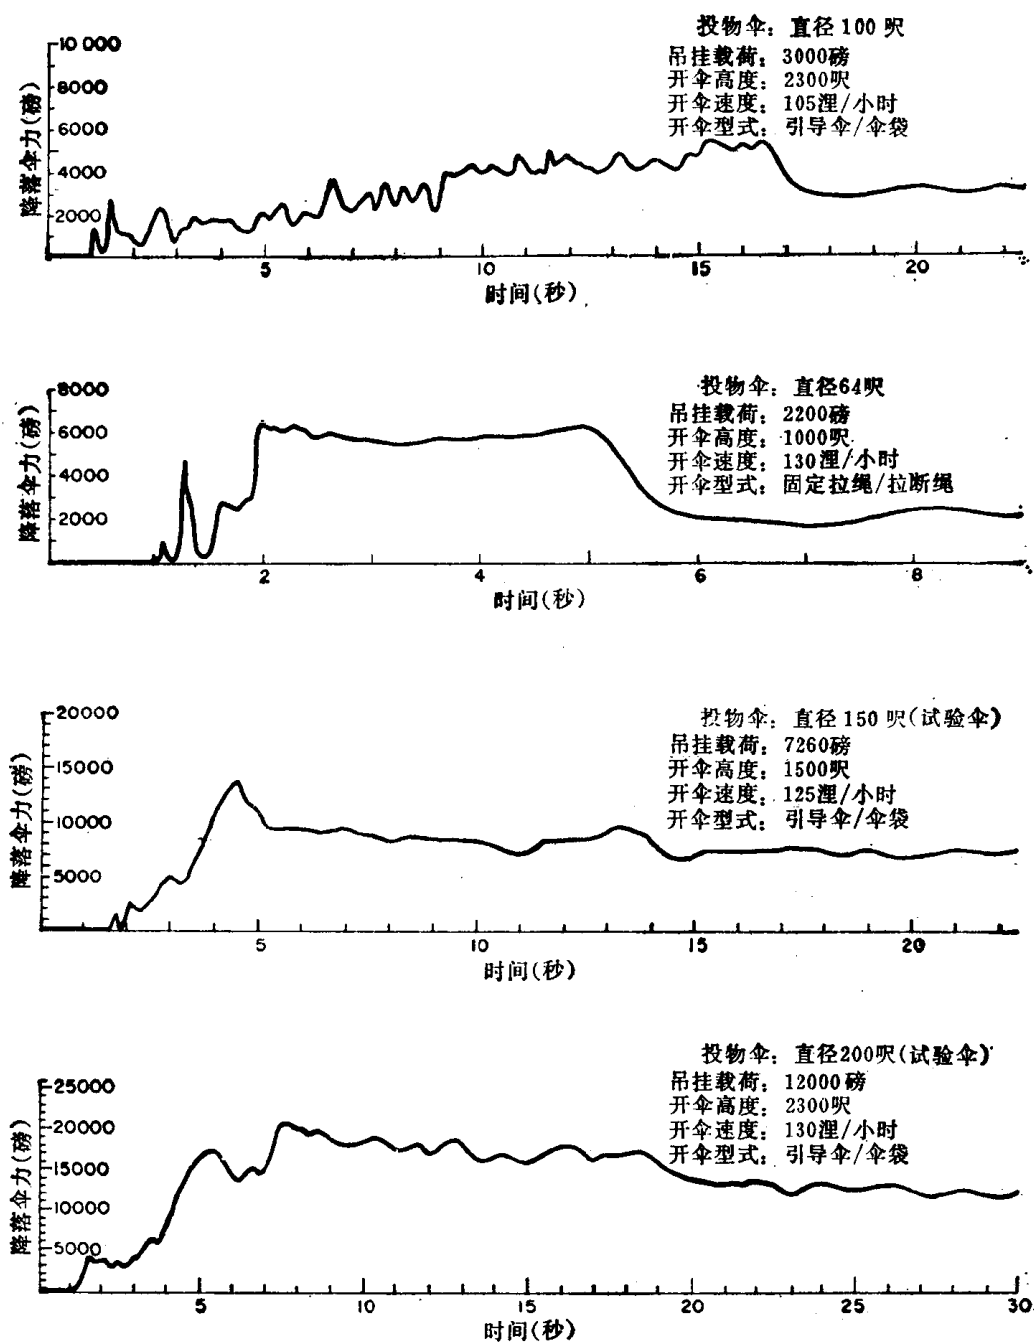 投物伞：直径 100 呎
吊挂载荷：3000磅
开伞高度：2300呎
开伞速度：105浬/小时
开伞型式：引导伞/伞袋
降落伞力(磅)
10 000
8000
6000
4000
2000
5
10
15
20
时间(秒)
投物伞：直径64呎
吊挂载荷：2200磅
开伞高度：1000呎
开伞速度：130浬/小时
开伞型式：固定拉绳/拉断绳
降落伞力(磅)
8000
6000
4000
2000
2
4
6
8
时间(秒)
投物伞：直径 150 呎(试验伞)
吊挂载荷：7260磅
开伞高度：1500呎
开伞速度：125浬/小时
开伞型式：引导伞/伞袋
降落伞力(磅)
20000
15000
10000
5000
5
10
15
20
时间(秒)
投物伞：直径200呎(试验伞)
吊挂载荷：12000磅
开伞高度：2300呎
开伞速度：130浬/小时
开伞型式：引导伞/伞袋
降落伞力(磅)
25000
20000
15000
10000
5000
5
10
15
20
25
30
时间(秒)